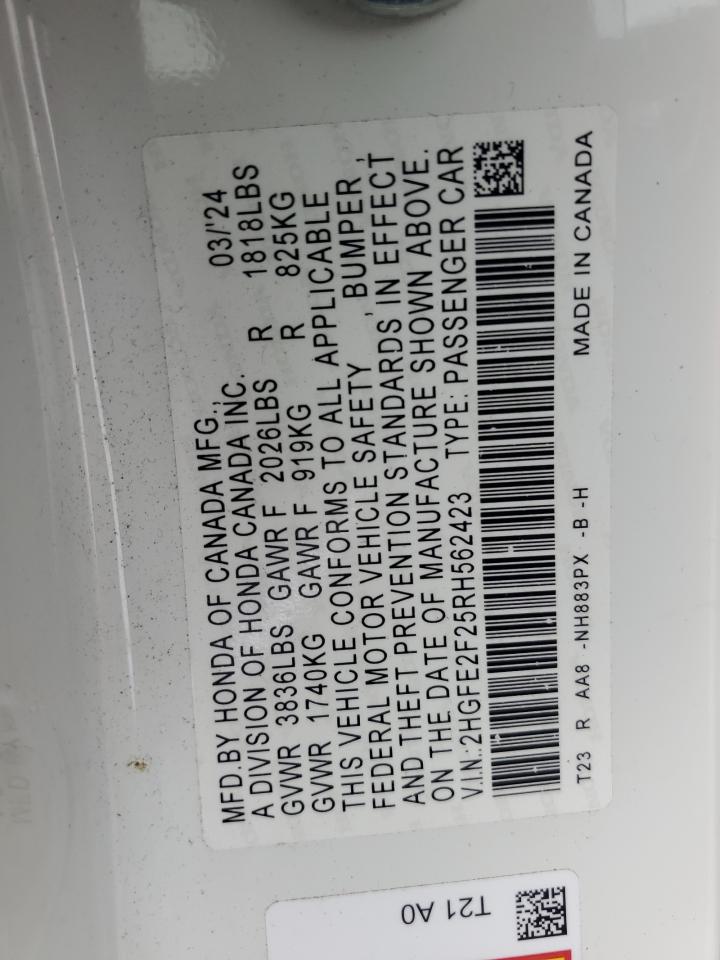 MFD.BY HONDA OF CANADA MFG., 03/'24
A DIVISION OF HONDA CANADA INC.
GVWR 3836LBS GAWR F 2026LBS R 1818LBS
GVWR 1740KG GAWR F 919KG R 825KG
THIS VEHICLE CONFORMS TO ALL APPLICABLE
FEDERAL MOTOR VEHICLE SAFETY , BUMPER ,
AND THEFT PREVENTION STANDARDS IN EFFECT
ON THE DATE OF MANUFACTURE SHOWN ABOVE.
V.I.N.:2HGFE2F25RH562423 TYPE:PASSENGER CAR
T23 R AA8 -NH883PX -B -H MADE IN CANADA
T21 A0